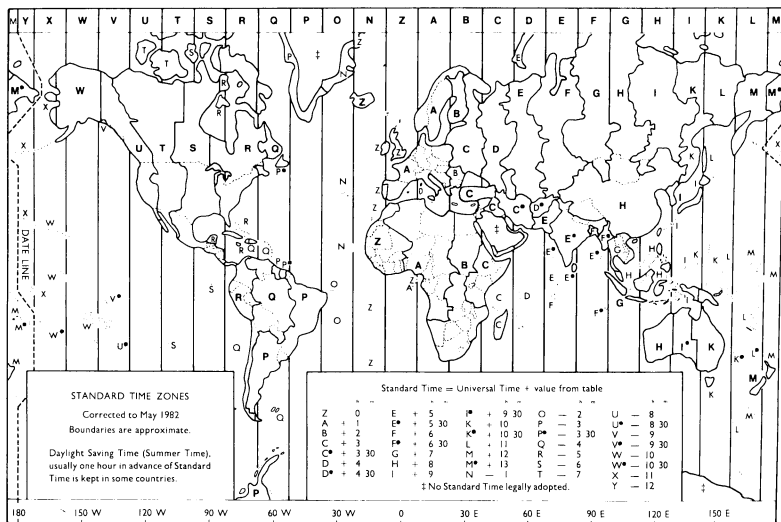 M Y X W V U T S R Q P O N Z A B C D E F G H I K L M
DATE LINE
STANDARD TIME ZONES
Corrected to May 1982
Boundaries are approximate.
Daylight Saving Time (Summer Time),
usually one hour in advance of Standard
Time is kept in some countries.
Standard Time = Universal Time + value from table
h m h m h m h m h m
Z 0 E + 5 I• + 9 30 O − 2 U − 8
A + 1 E• + 5 30 K + 10 P − 3 U• − 8 30
B + 2 F + 6 K• + 10 30 P• − 3 30 V − 9
C + 3 F• + 6 30 L + 11 Q − 4 V• − 9 30
C• + 3 30 G + 7 M + 12 R − 5 W − 10
D + 4 H + 8 M• + 13 S − 6 W• − 10 30
D• + 4 30 I + 9 N − 1 T − 7 X − 11
‡ No Standard Time legally adopted. Y − 12
180 150 W 120 W 90 W 60 W 30 W 0 30 E 60 E 90 E 120 E 150 E 180